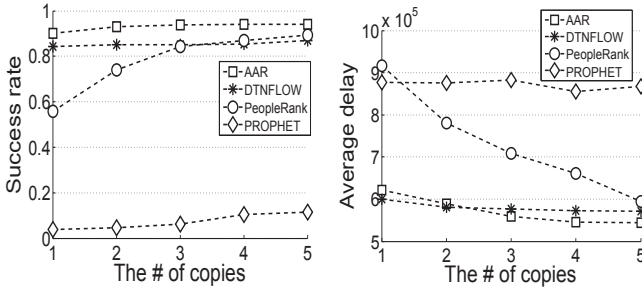 Success rate
1
0.8
0.6
0.4
0.2
0
AAR
DTNFLOW
PeopleRank
PROPHET
1 2 3 4 5
The # of copies
Average delay
10 x 10^5
9
8
7
6
5
AAR
DTNFLOW
PeopleRank
PROPHET
1 2 3 4 5
The # of copies